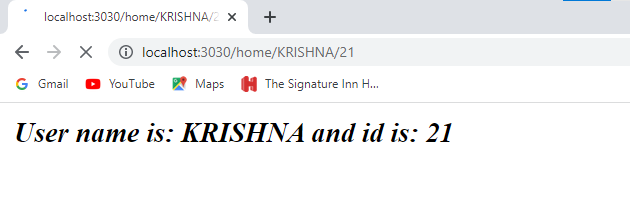 localhost:3030/home/KRISHNA/2
localhost:3030/home/KRISHNA/21
Gmail YouTube Maps The Signature Inn H...
User name is: KRISHNA and id is: 21